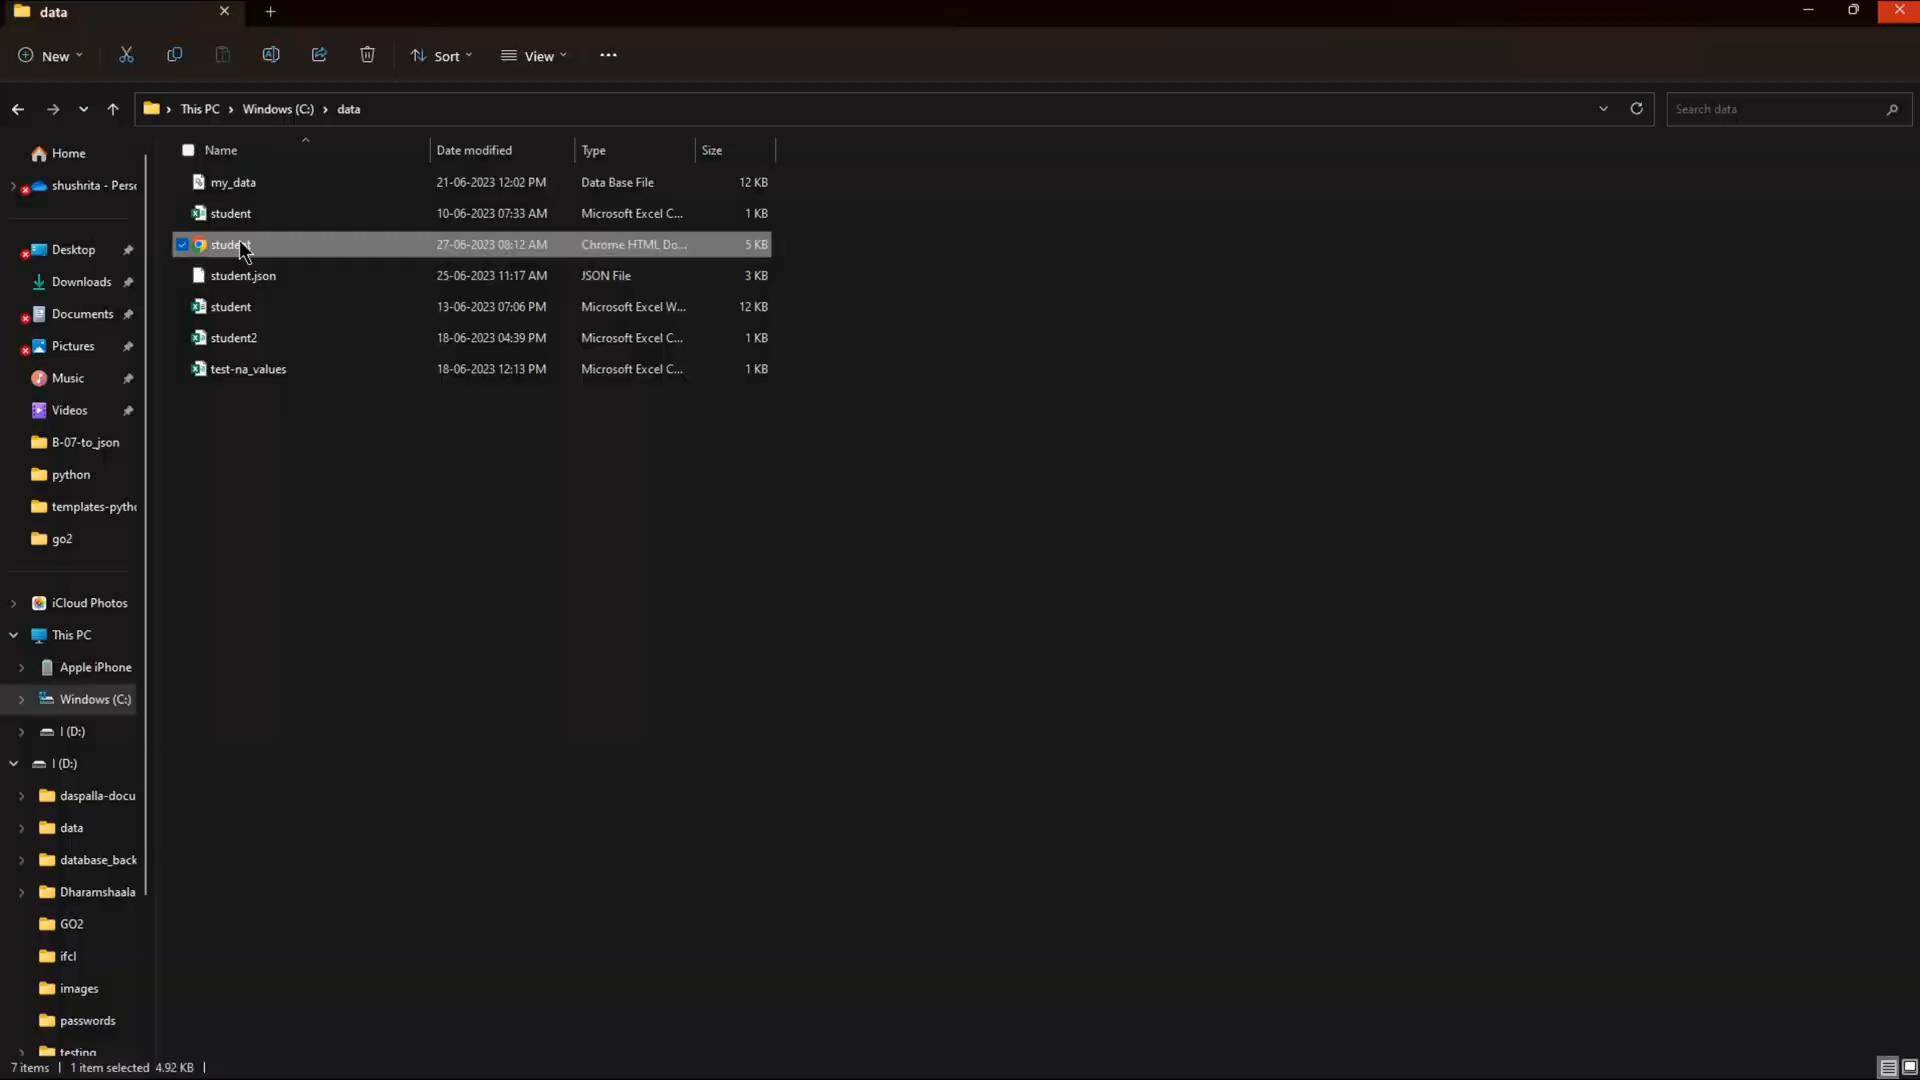 data
New
Sort
View
This PC
Windows (C:)
data
Search data
Home
shushrita - Perso
Desktop
Downloads
Documents
Pictures
Music
Videos
B-07-to_json
python
templates-pytho
go2
iCloud Photos
This PC
Apple iPhone
Windows (C:)
I (D:)
I (D:)
daspalla-docu
data
database_back
Dharamshaala
GO2
ifcl
images
passwords
testing
Name Date modified Type Size
my_data 21-06-2023 12:02 PM Data Base File 12 KB
student 10-06-2023 07:33 AM Microsoft Excel C... 1 KB
student 27-06-2023 08:12 AM Chrome HTML Do... 5 KB
student.json 25-06-2023 11:17 AM JSON File 3 KB
student 13-06-2023 07:06 PM Microsoft Excel W... 12 KB
student2 18-06-2023 04:39 PM Microsoft Excel C... 1 KB
test-na_values 18-06-2023 12:13 PM Microsoft Excel C... 1 KB
7 items 1 item selected 4.92 KB